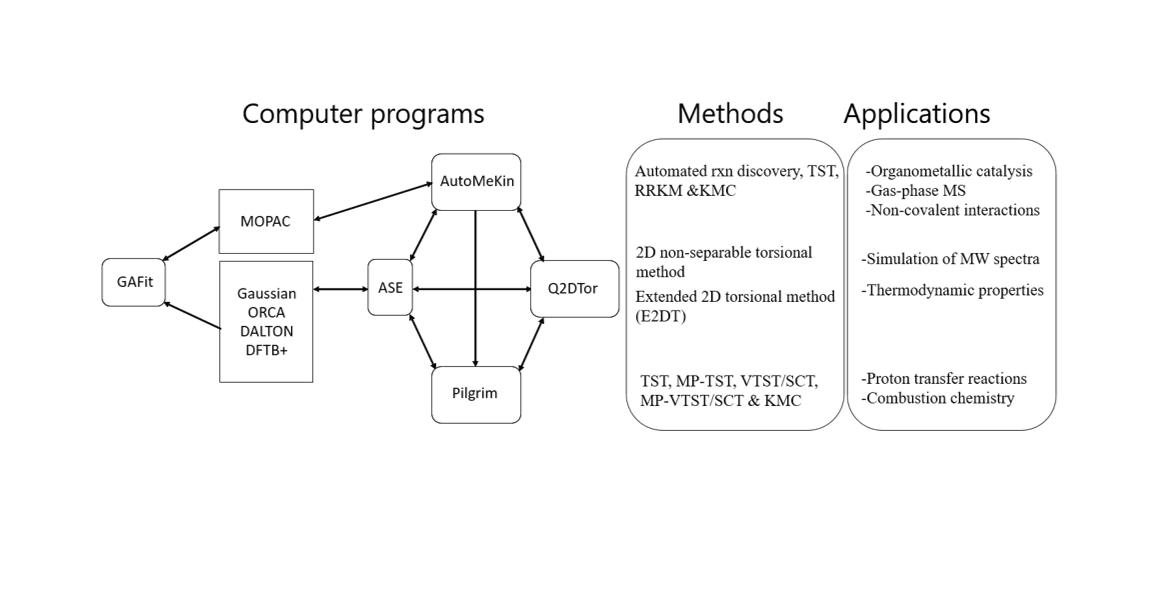 Computer programs
Methods
Applications
AutoMeKin
MOPAC
GAFit
Gaussian
ORCA
DALTON
DFTB+
ASE
Q2DTor
Pilgrim
Automated rxn discovery, TST,
RRKM &KMC
2D non-separable torsional
method
Extended 2D torsional method
(E2DT)
TST, MP-TST, VTST/SCT,
MP-VTST/SCT & KMC
-Organometallic catalysis
-Gas-phase MS
-Non-covalent interactions
-Simulation of MW spectra
-Thermodynamic properties
-Proton transfer reactions
-Combustion chemistry